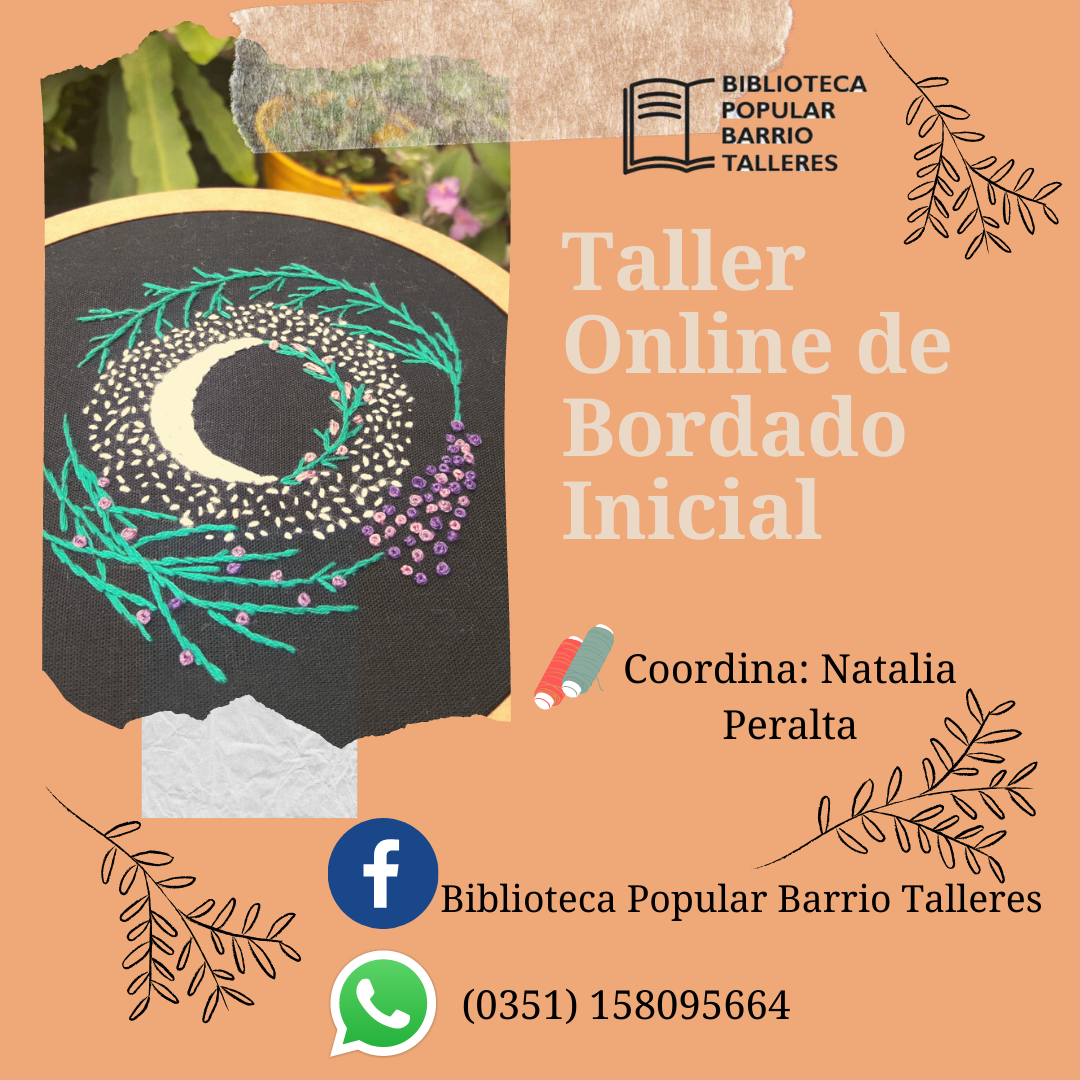 BIBLIOTECA
POPULAR
BARRIO
TALLERES
Taller
Online de
Bordado
Inicial
Coordina: Natalia
Peralta
Biblioteca Popular Barrio Talleres
(0351) 158095664